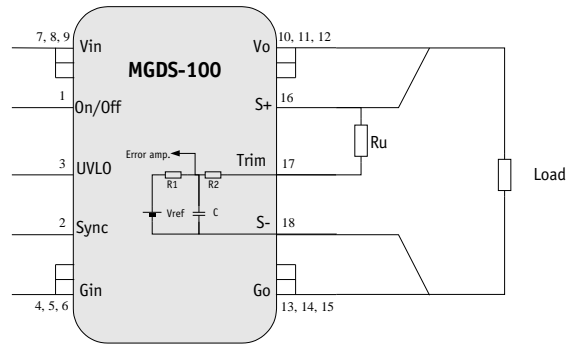 7, 8, 9
Vin
Vo
10, 11, 12
MGDS-100
1
On/Off
S+
16
Ru
Error amp.
Trim
17
3
UVLO
R1
R2
Load
Vref
C
2
Sync
S-
18
Gin
Go
4, 5, 6
13, 14, 15